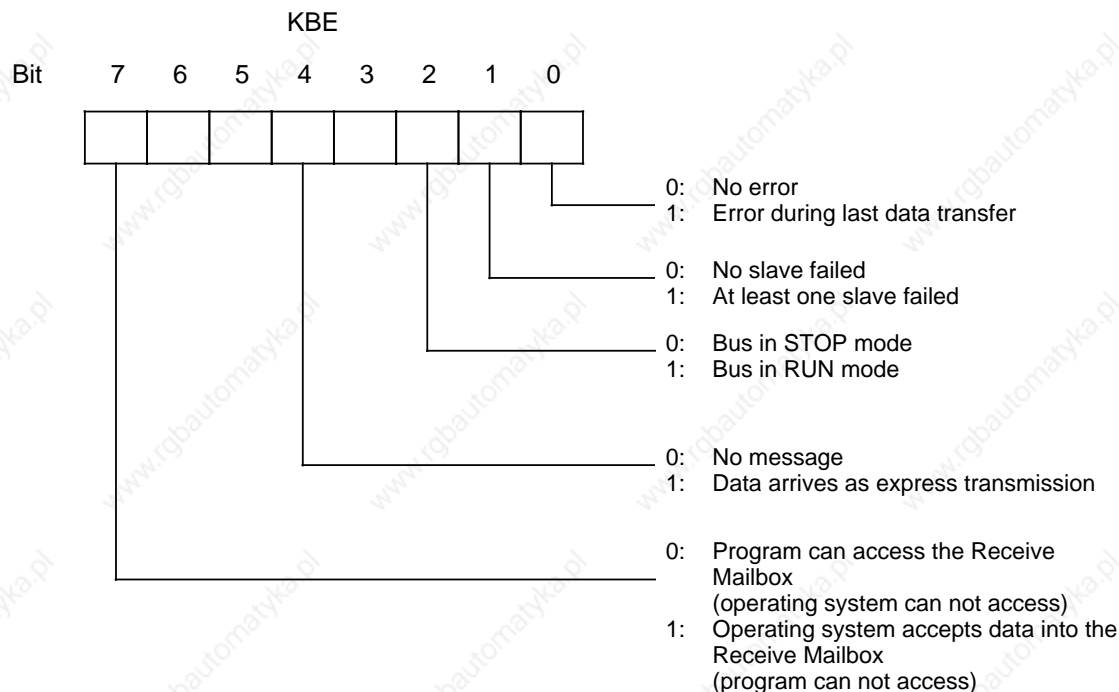 KBE
Bit 7 6 5 4 3 2 1 0
0: No error
1: Error during last data transfer
0: No slave failed
1: At least one slave failed
0: Bus in STOP mode
1: Bus in RUN mode
0: No message
1: Data arrives as express transmission
0: Program can access the Receive
Mailbox
(operating system can not access)
1: Operating system accepts data into the
Receive Mailbox
(program can not access)
www.rgbautomatyka.pl